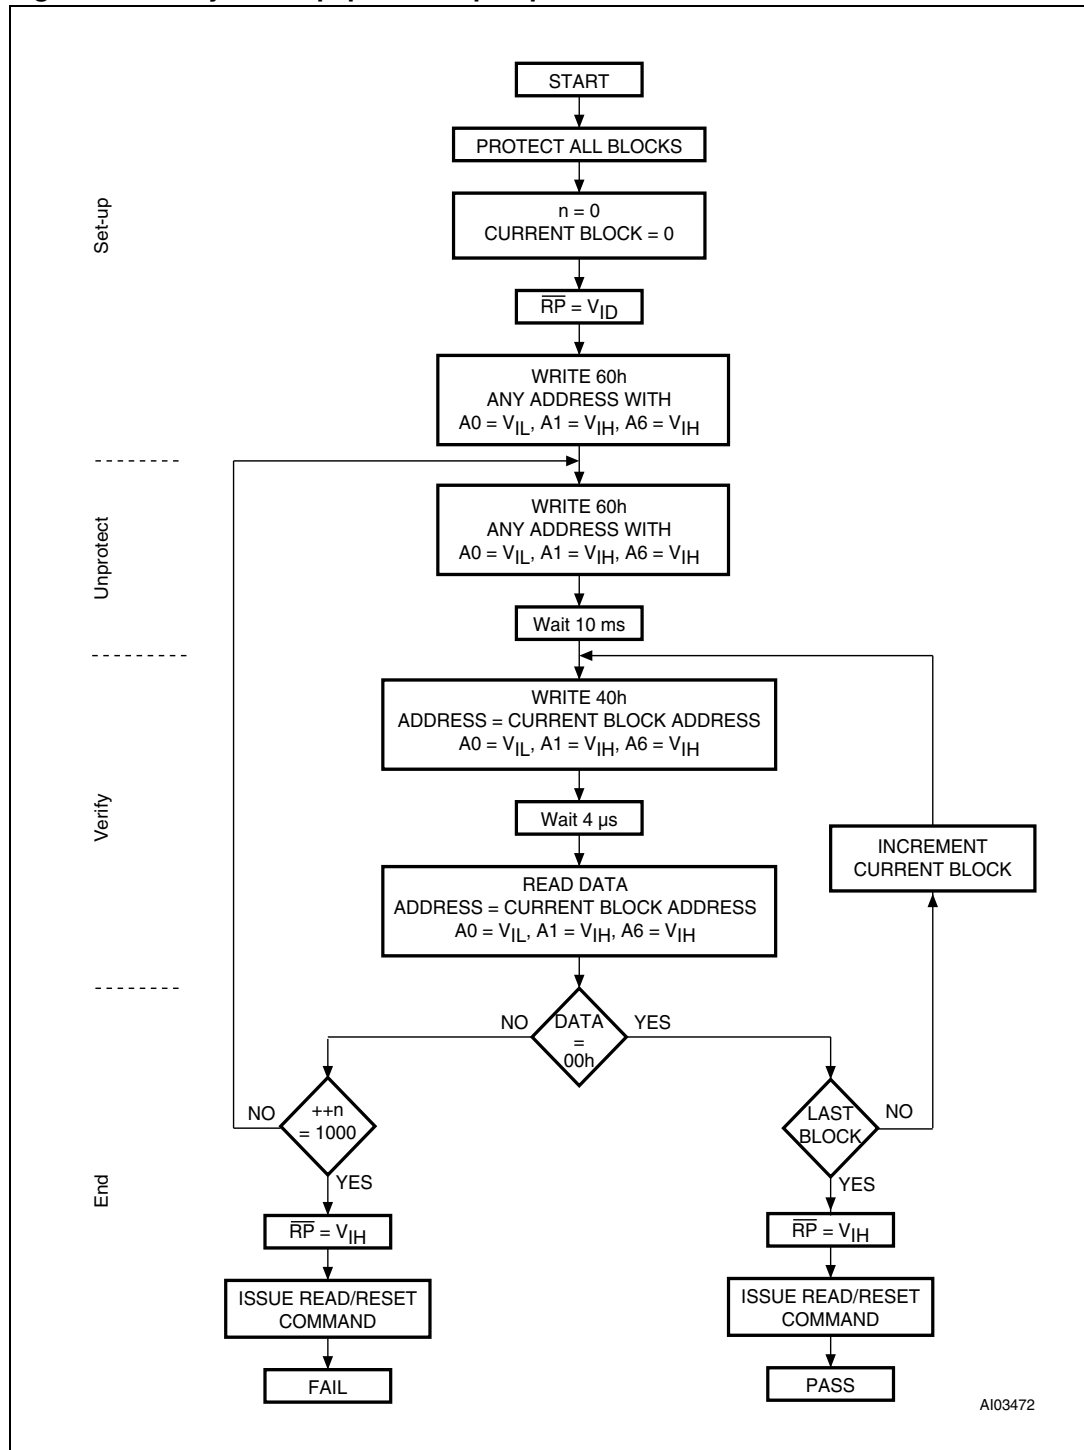 START
PROTECT ALL BLOCKS
n = 0
CURRENT BLOCK = 0
Set-up
R̅P̅ = VID
WRITE 60h
ANY ADDRESS WITH
A0 = VIL, A1 = VIH, A6 = VIH
Unprotect
WRITE 60h
ANY ADDRESS WITH
A0 = VIL, A1 = VIH, A6 = VIH
Wait 10 ms
Verify
WRITE 40h
ADDRESS = CURRENT BLOCK ADDRESS
A0 = VIL, A1 = VIH, A6 = VIH
Wait 4 µs
INCREMENT
CURRENT BLOCK
READ DATA
ADDRESS = CURRENT BLOCK ADDRESS
A0 = VIL, A1 = VIH, A6 = VIH
End
NO
DATA
=
00h
YES
NO
++n
= 1000
YES
LAST
BLOCK
NO
YES
R̅P̅ = VIH
R̅P̅ = VIH
ISSUE READ/RESET
COMMAND
ISSUE READ/RESET
COMMAND
FAIL
PASS
AI03472